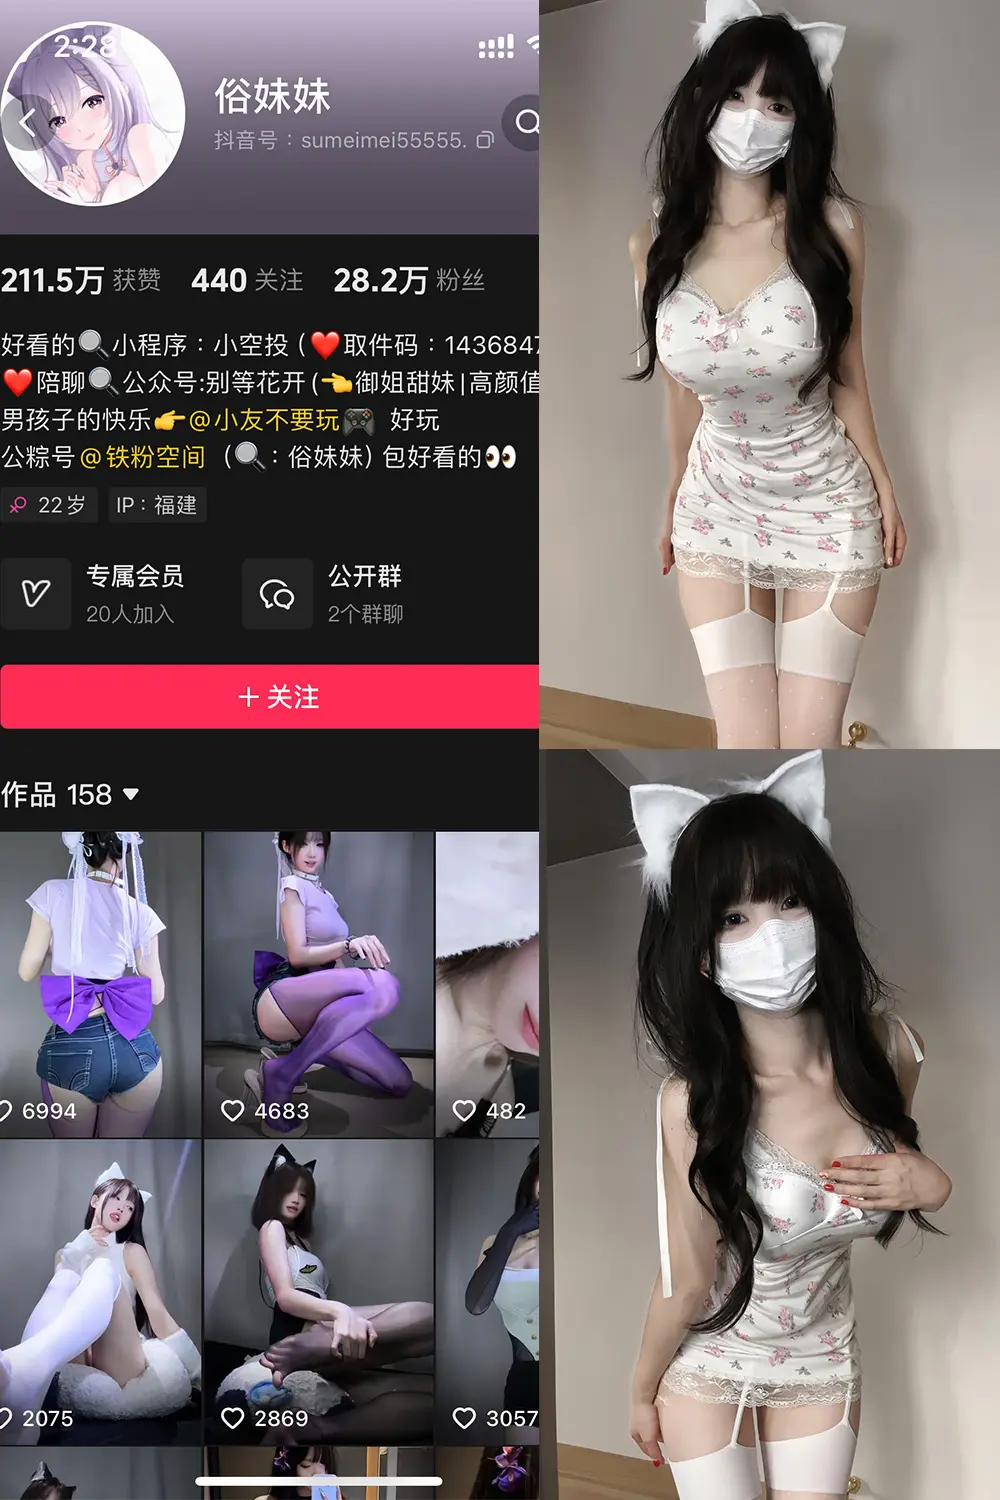 2:28
俗妹妹
抖音号：sumeimei55555.
211.5万 获赞 440 关注 28.2万 粉丝
好看的🔍小程序：小空投 (❤️取件码：1436847
❤️陪聊🔍公众号:别等花开 (👉御姐甜妹|高颜值
男孩子的快乐👉@小友不要玩🎮 好玩
公粽号@铁粉空间 （🔍：俗妹妹) 包好看的👀
22岁 IP：福建
专属会员
20人加入
公开群
2个群聊
+ 关注
作品 158
6994
4683
482
2075
2869
3057